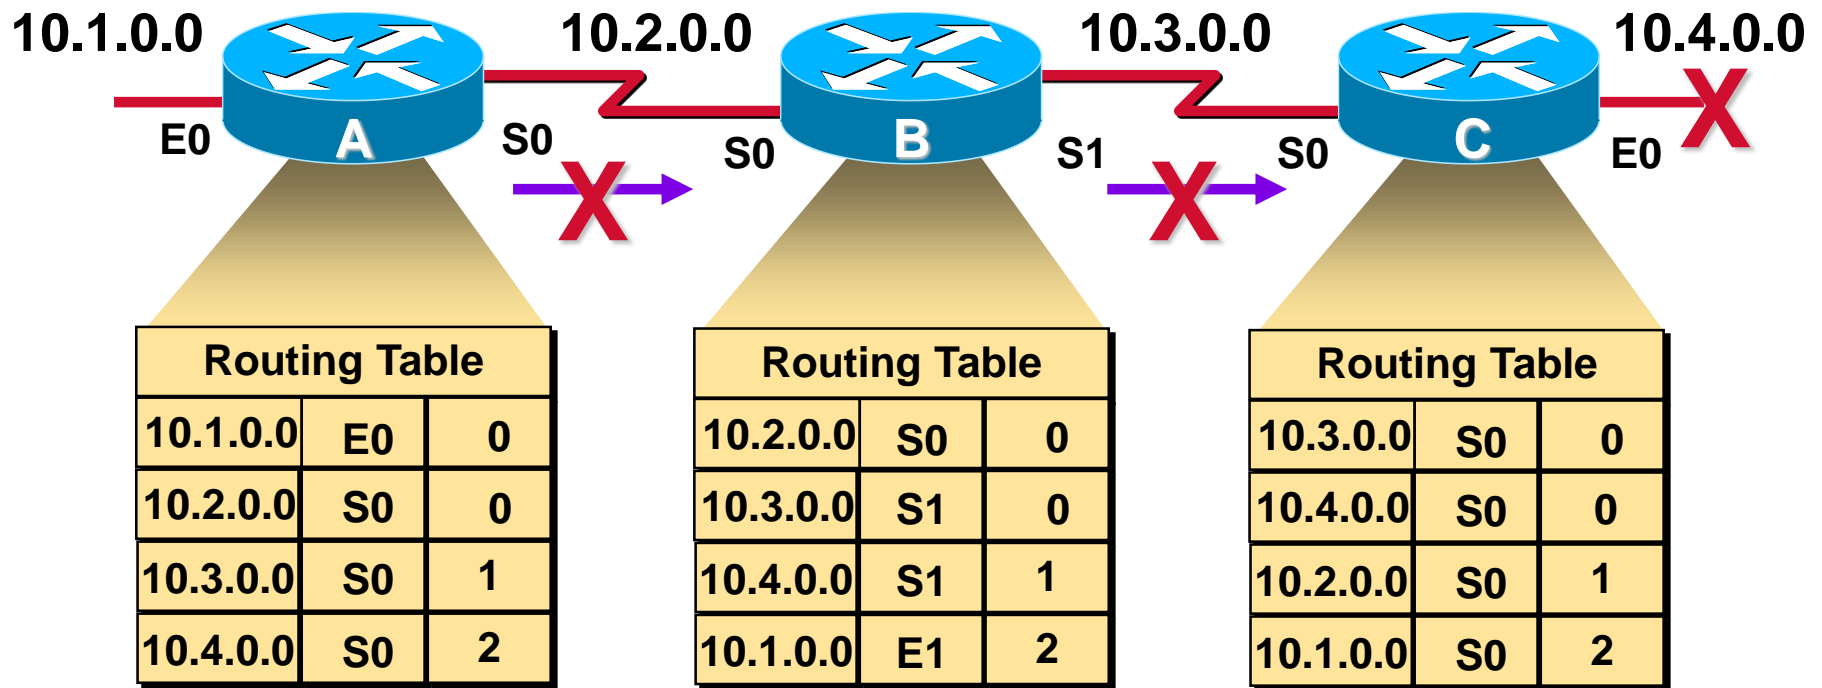 10.1.0.0 10.2.0.0 10.3.0.0 10.4.0.0
A B C
E0 S0 S0 S1 S0 E0
X X X
Routing Table
10.1.0.0 E0 0
10.2.0.0 S0 0
10.3.0.0 S0 1
10.4.0.0 S0 2
Routing Table
10.2.0.0 S0 0
10.3.0.0 S1 0
10.4.0.0 S1 1
10.1.0.0 E1 2
Routing Table
10.3.0.0 S0 0
10.4.0.0 S0 0
10.2.0.0 S0 1
10.1.0.0 S0 2